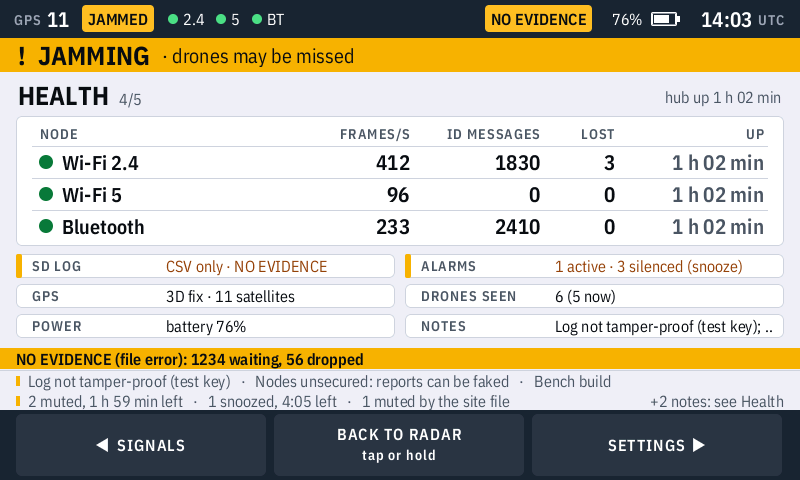 GPS 11 JAMMED 2.4 5 BT NO EVIDENCE 76% 14:03 UTC
! JAMMING · drones may be missed
HEALTH 4/5 hub up 1 h 02 min
NODE FRAMES/S ID MESSAGES LOST UP
Wi-Fi 2.4 412 1830 3 1 h 02 min
Wi-Fi 5 96 0 0 1 h 02 min
Bluetooth 233 2410 0 1 h 02 min
SD LOG CSV only · NO EVIDENCE ALARMS 1 active · 3 silenced (snooze)
GPS 3D fix · 11 satellites DRONES SEEN 6 (5 now)
POWER battery 76% NOTES Log not tamper-proof (test key); ..
NO EVIDENCE (file error): 1234 waiting, 56 dropped
Log not tamper-proof (test key) · Nodes unsecured: reports can be faked · Bench build
2 muted, 1 h 59 min left · 1 snoozed, 4:05 left · 1 muted by the site file +2 notes: see Health
◀ SIGNALS BACK TO RADAR SETTINGS ▶
tap or hold